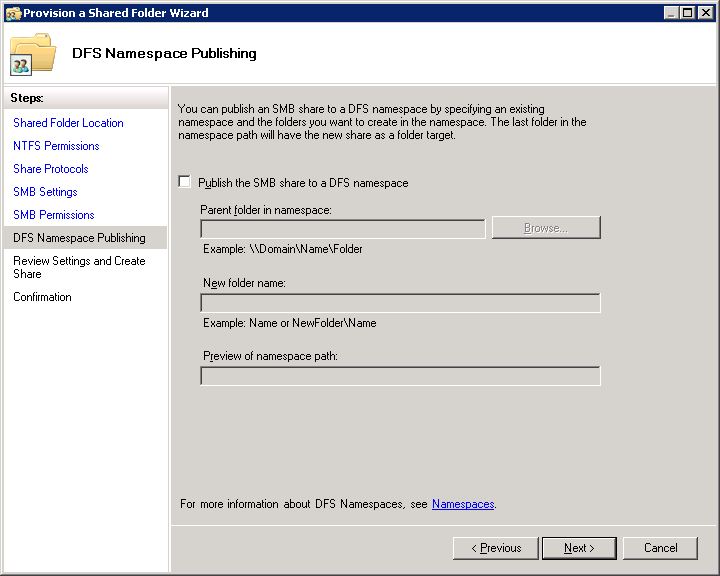 Provision a Shared Folder Wizard
DFS Namespace Publishing
Steps:
Shared Folder Location
NTFS Permissions
Share Protocols
SMB Settings
SMB Permissions
DFS Namespace Publishing
Review Settings and Create
Share
Confirmation
You can publish an SMB share to a DFS namespace by specifying an existing
namespace and the folders you want to create in the namespace. The last folder in the
namespace path will have the new share as a folder target.
Publish the SMB share to a DFS namespace
Parent folder in namespace:
Browse...
Example: \\Domain\Name\Folder
New folder name:
Example: Name or NewFolder\Name
Preview of namespace path:
For more information about DFS Namespaces, see Namespaces.
< Previous
Next >
Cancel